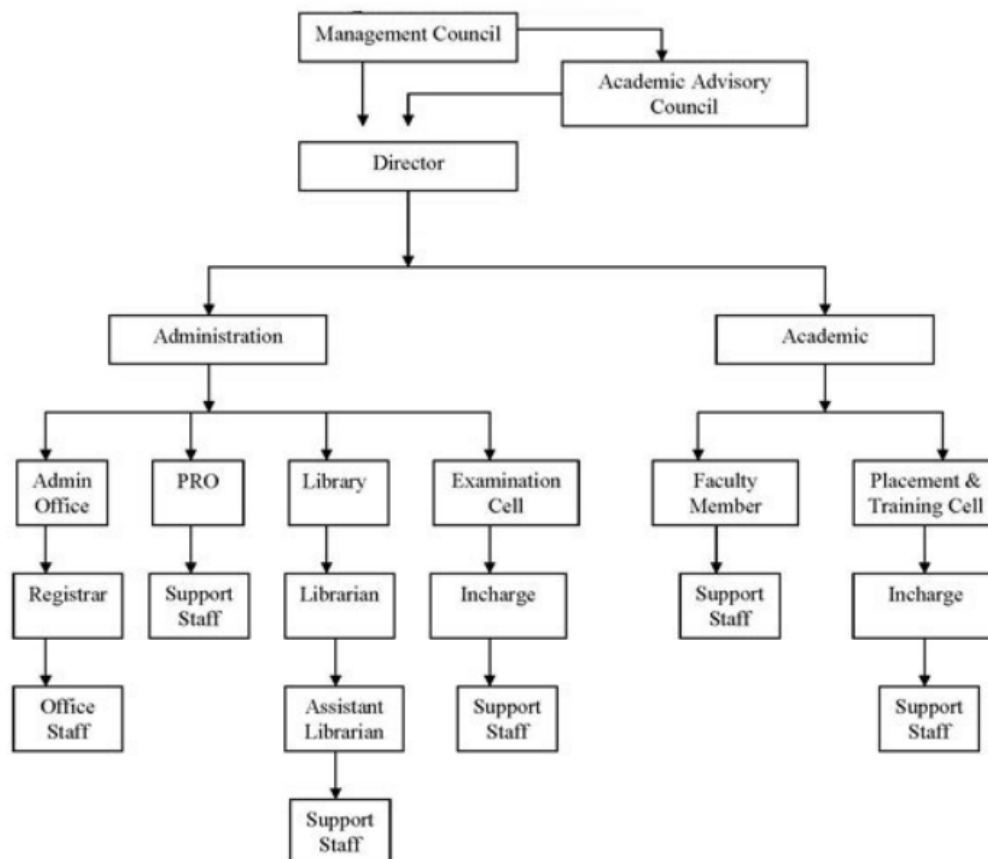 Management Council
Academic Advisory
Council
Director
Administration
Academic
Admin
Office
PRO
Library
Examination
Cell
Faculty
Member
Placement &
Training Cell
Registrar
Support
Staff
Librarian
Incharge
Support
Staff
Incharge
Office
Staff
Assistant
Librarian
Support
Staff
Support
Staff
Support
Staff